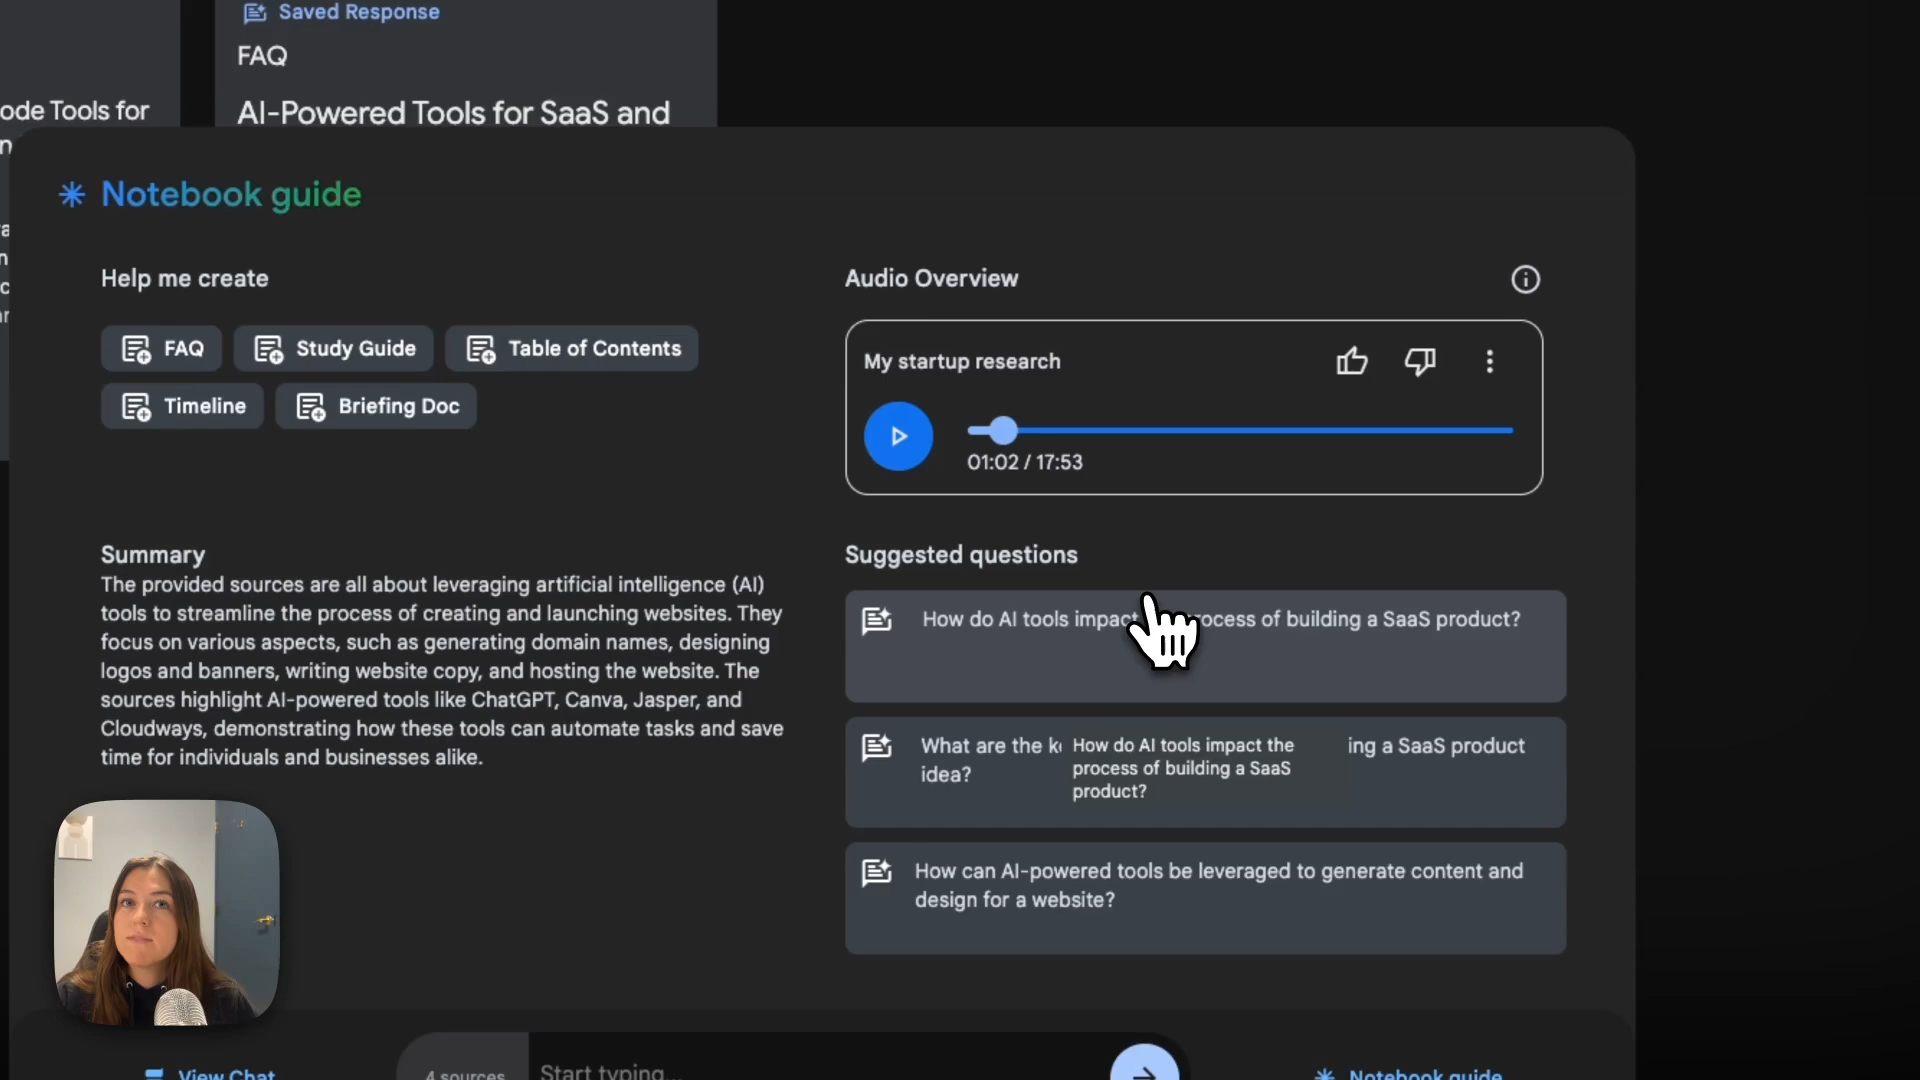 Saved Response
FAQ
ode Tools for
AI-Powered Tools for SaaS and
Notebook guide
Help me create
FAQ
Study Guide
Table of Contents
Timeline
Briefing Doc
Audio Overview
My startup research
01:02 / 17:53
Summary
The provided sources are all about leveraging artificial intelligence (AI)
tools to streamline the process of creating and launching websites. They
focus on various aspects, such as generating domain names, designing
logos and banners, writing website copy, and hosting the website. The
sources highlight AI-powered tools like ChatGPT, Canva, Jasper, and
Cloudways, demonstrating how these tools can automate tasks and save
time for individuals and businesses alike.
Suggested questions
How do AI tools impact ocess of building a SaaS product?
What are the k ing a SaaS product
idea?
How do AI tools impact the
process of building a SaaS
product?
How can AI-powered tools be leveraged to generate content and
design for a website?
View Chat
4 sources
Start typing...
Notebook guide